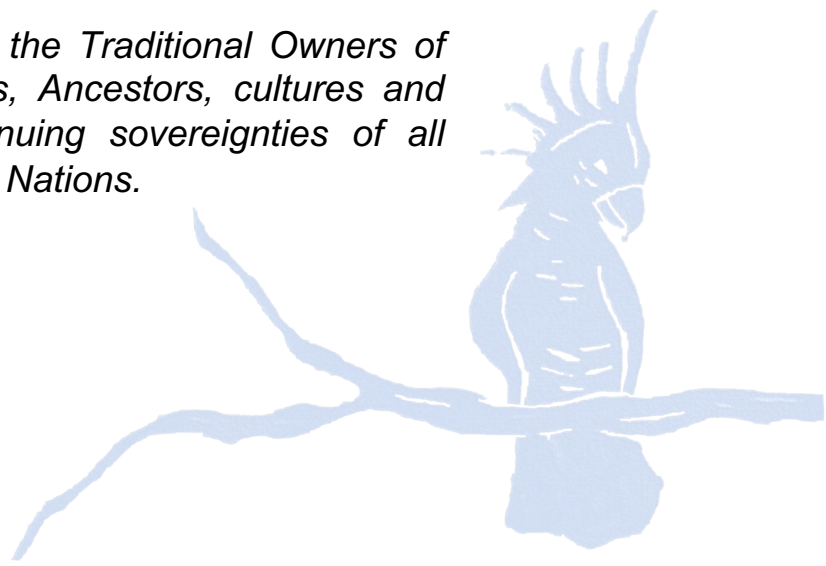 the Traditional Owners of
s, Ancestors, cultures and
nuing sovereignties of all
Nations.